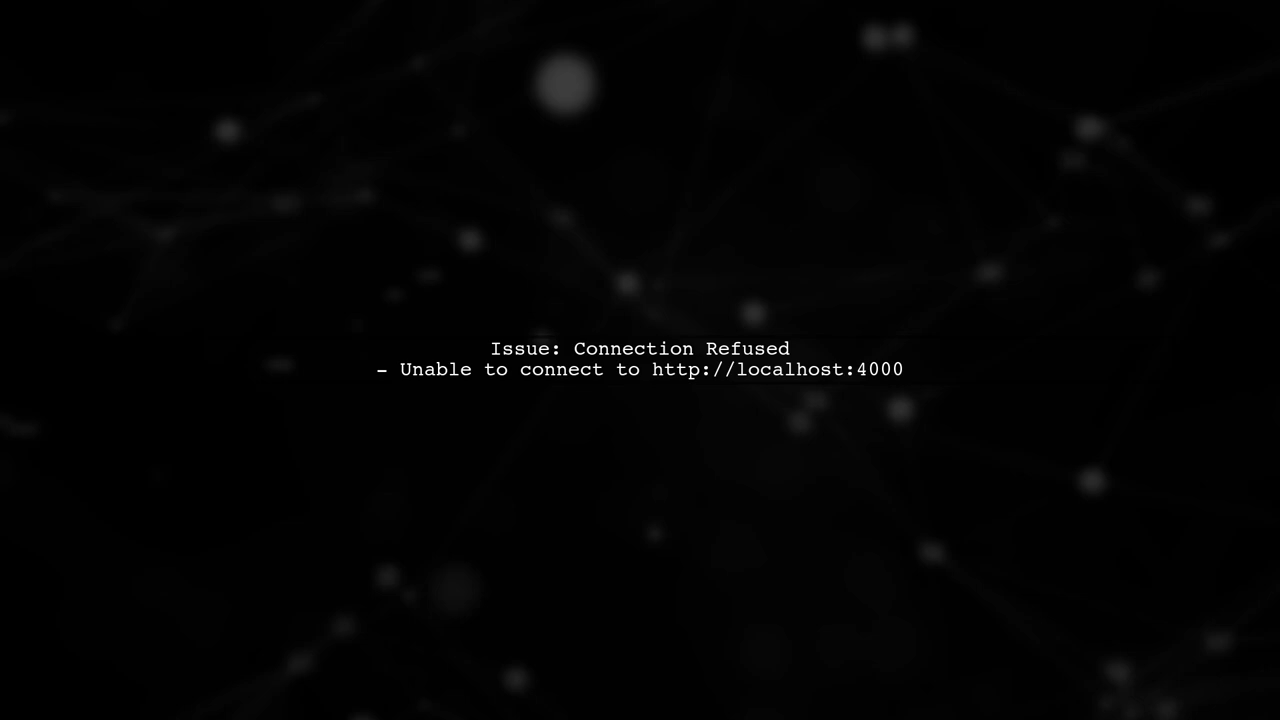 Issue: Connection Refused
– Unable to connect to http://localhost:4000